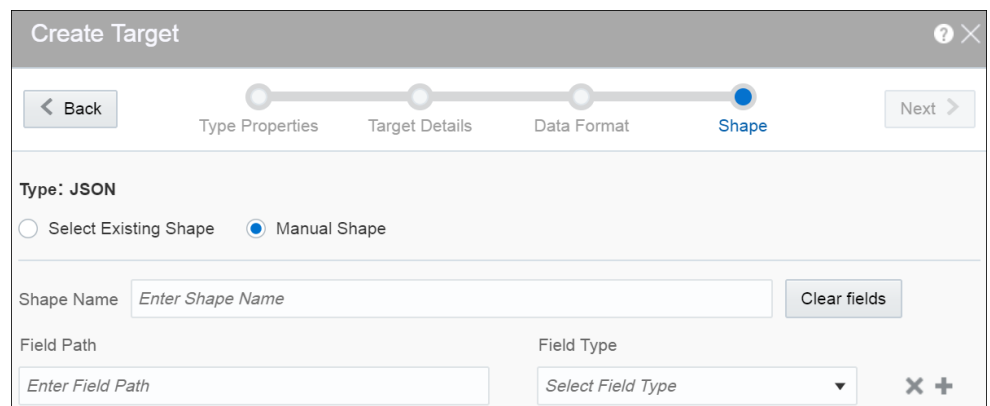 Create Target
?
Back
Next
Type Properties
Target Details
Data Format
Shape
Type: JSON
Select Existing Shape
Manual Shape
Shape Name
Enter Shape Name
Clear fields
Field Path
Field Type
Enter Field Path
Select Field Type